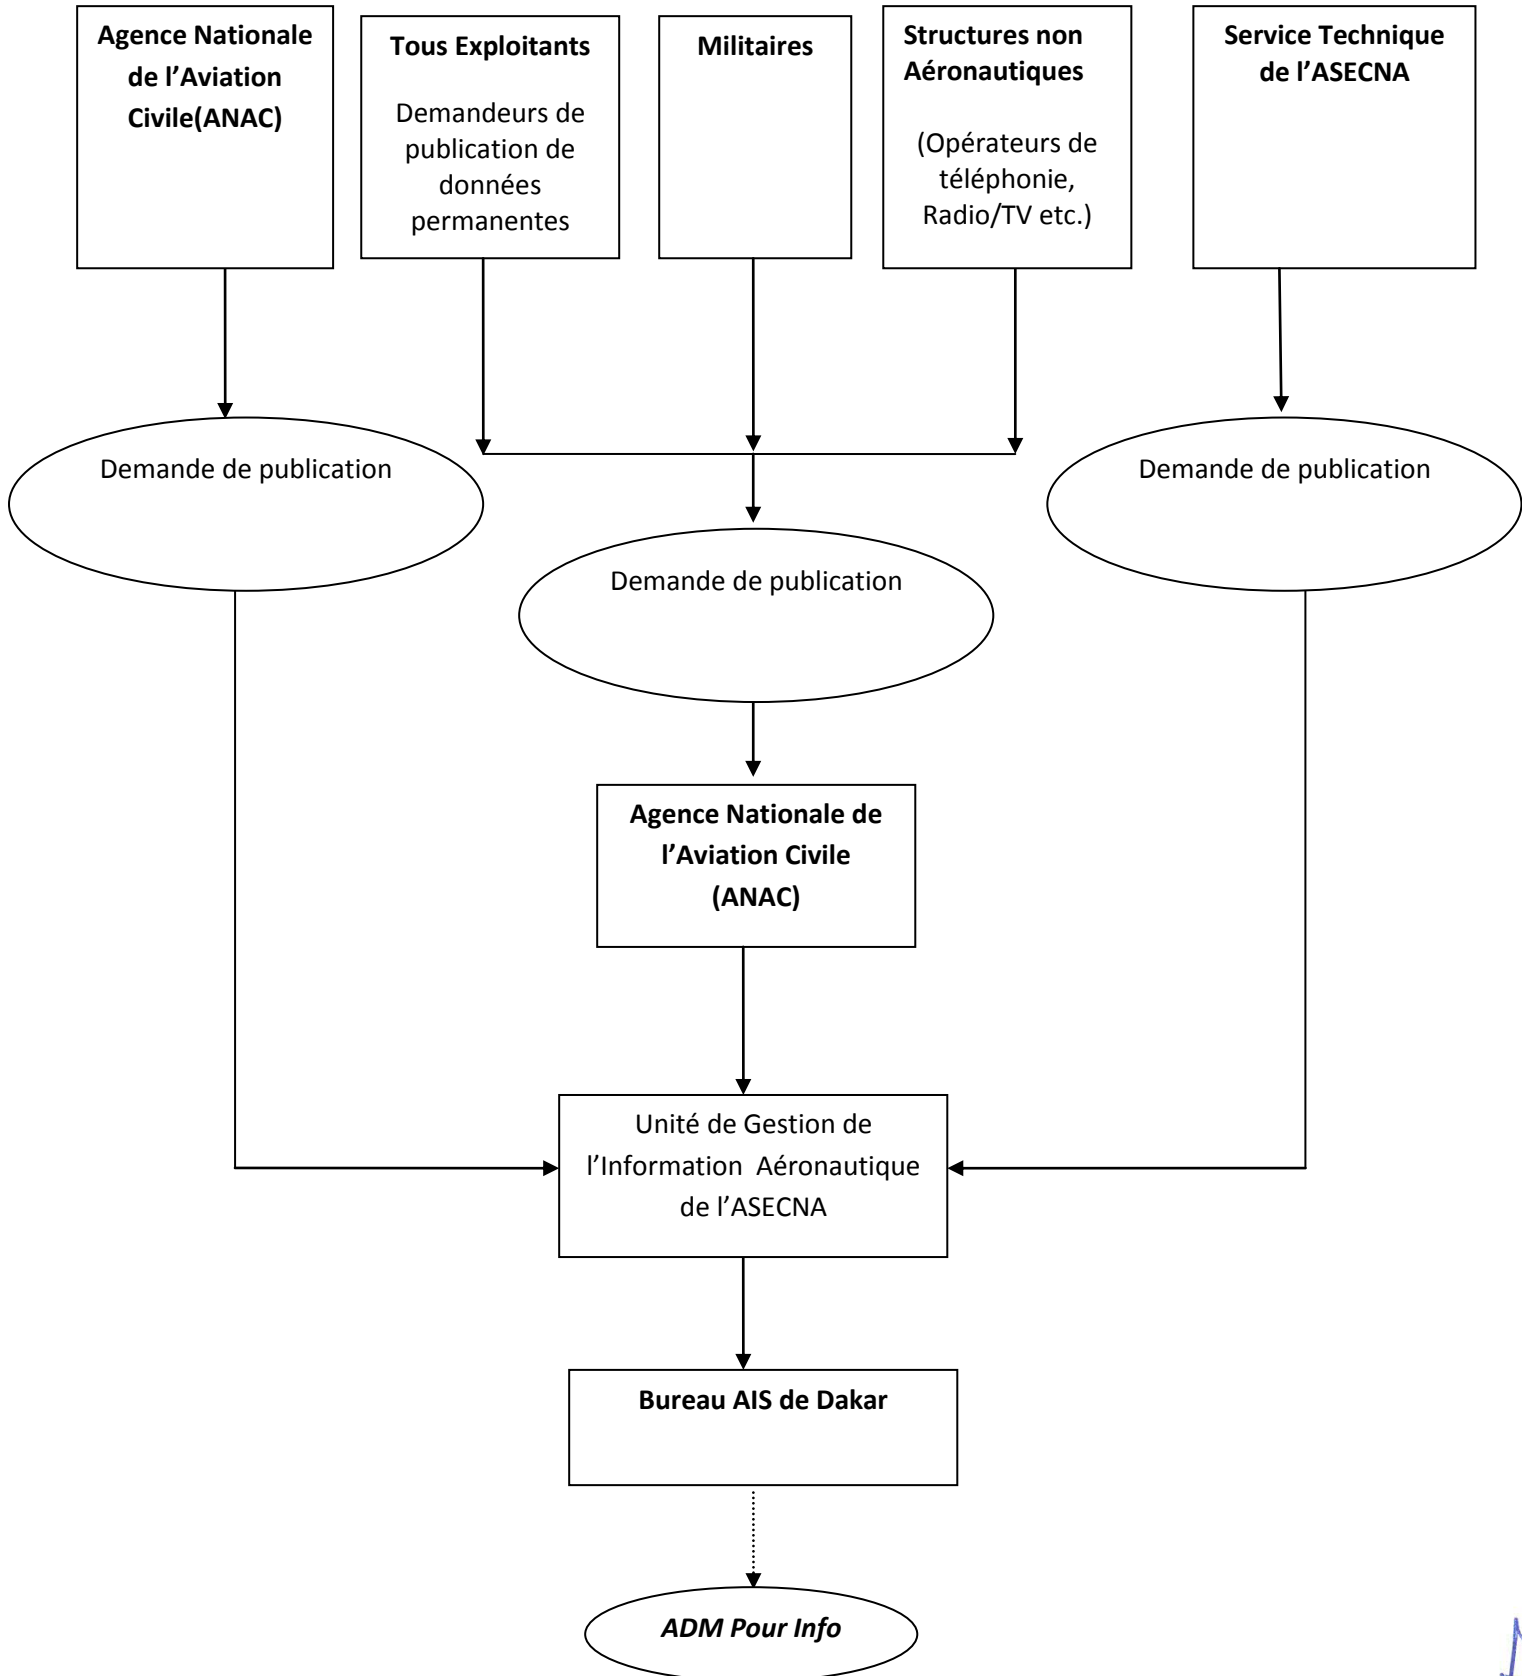 Agence Nationale
de l’Aviation
Civile(ANAC)
Tous Exploitants
Demandeurs de
publication de
données
permanentes
Militaires
Structures non
Aéronautiques
(Opérateurs de
téléphonie,
Radio/TV etc.)
Service Technique
de l’ASECNA
Demande de publication
Demande de publication
Demande de publication
Agence Nationale de
l’Aviation Civile
(ANAC)
Unité de Gestion de
l’Information Aéronautique
de l’ASECNA
Bureau AIS de Dakar
ADM Pour Info